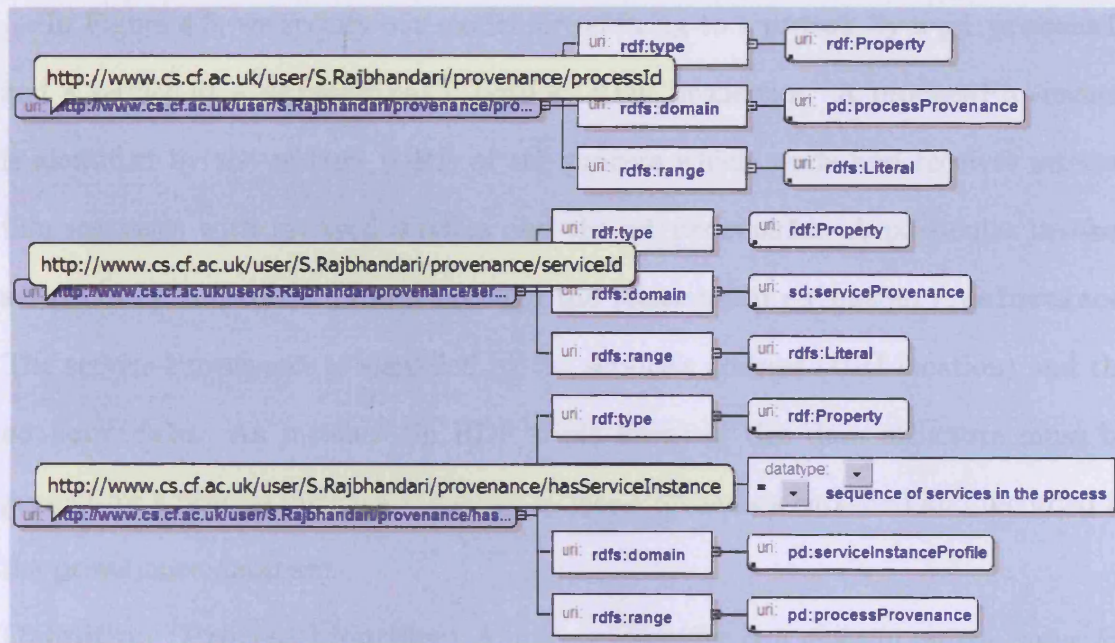 uri: rdf:type uri: rdf:Property
http://www.cs.cf.ac.uk/user/S.Rajbhandari/provenance/processId
uri: http://www.cs.cf.ac.uk/user/S.Rajbhandari/provenance/pro...
uri: rdfs:domain uri: pd:processProvenance
uri: rdfs:range uri: rdfs:Literal
uri: rdf:type uri: rdf:Property
http://www.cs.cf.ac.uk/user/S.Rajbhandari/provenance/serviceId
uri: http://www.cs.cf.ac.uk/user/S.Rajbhandari/provenance/ser...
uri: rdfs:domain uri: sd:serviceProvenance
uri: rdfs:range uri: rdfs:Literal
uri: rdf:type uri: rdf:Property
http://www.cs.cf.ac.uk/user/S.Rajbhandari/provenance/hasServiceInstance
datatype:
= sequence of services in the process
uri: http://www.cs.cf.ac.uk/user/S.Rajbhandari/provenance/has...
uri: rdfs:domain uri: pd:serviceInstanceProfile
uri: rdfs:range uri: pd:processProvenance